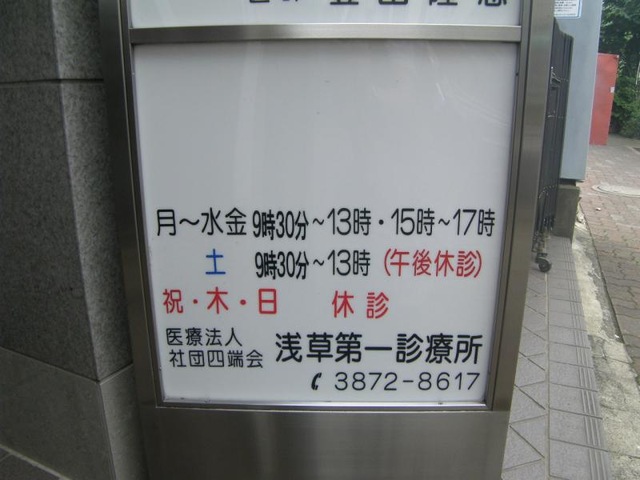 月～水金 9時30分～13時・15時～17時
土 9時30分～13時 (午後休診)
祝・木・日 休診
医療法人
社団四端会
浅草第一診療所
3872-8617